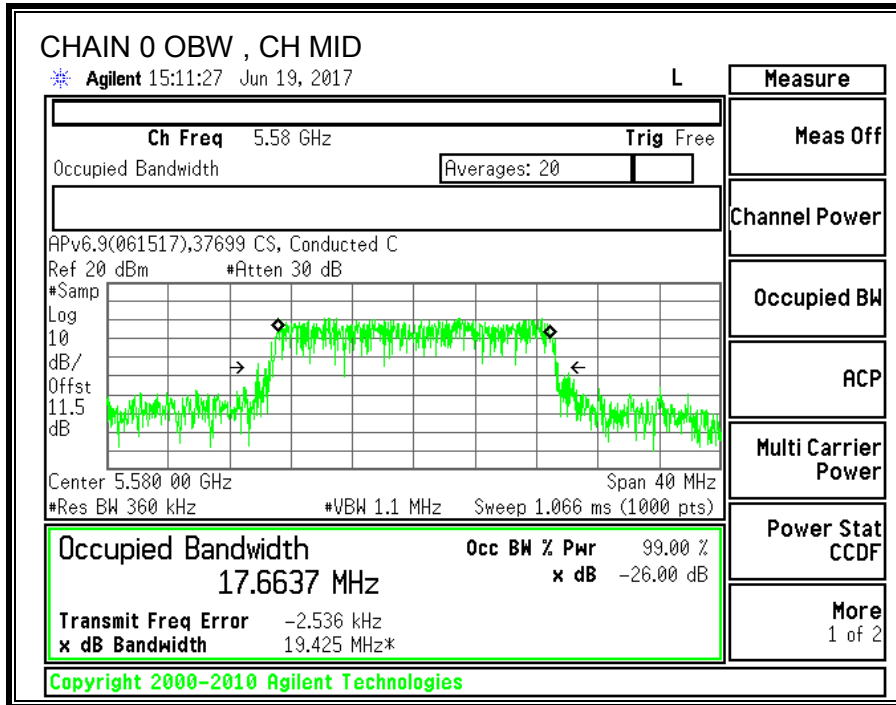 CHAIN 0 OBW , CH MID
Agilent 15:11:27 Jun 19, 2017 L
Measure
Ch Freq 5.58 GHz Trig Free
Meas Off
Occupied Bandwidth Averages: 20
Channel Power
APv6.9(061517),37699 CS, Conducted C
Ref 20 dBm #Atten 30 dB
#Samp
Log
10
dB/
Offst
11.5
dB
Occupied BW
ACP
Center 5.580 00 GHz Span 40 MHz
#Res BW 360 kHz #VBW 1.1 MHz Sweep 1.066 ms (1000 pts)
Multi Carrier
Power
Occupied Bandwidth Occ BW % Pwr 99.00 %
17.6637 MHz x dB -26.00 dB
Power Stat
CCDF
Transmit Freq Error -2.536 kHz
x dB Bandwidth 19.425 MHz*
More
1 of 2
Copyright 2000-2010 Agilent Technologies